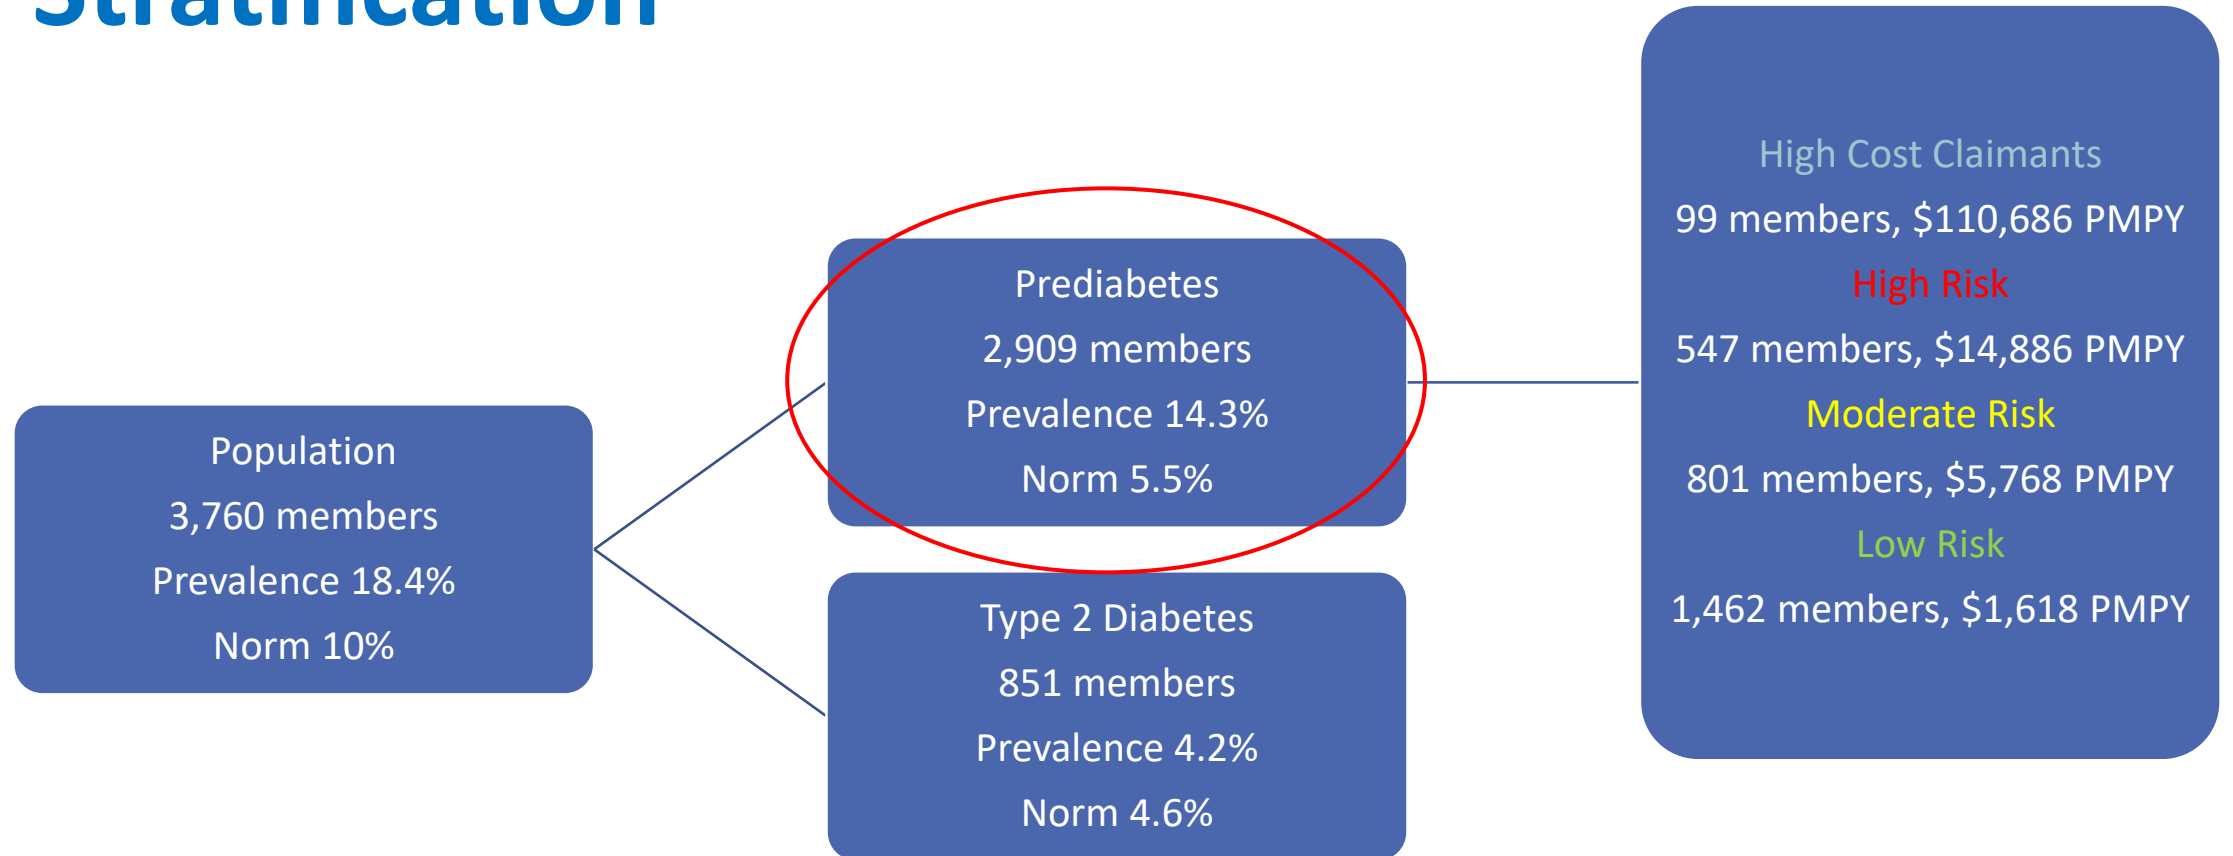 Stratification
Population
3,760 members
Prevalence 18.4%
Norm 10%
Prediabetes
2,909 members
Prevalence 14.3%
Norm 5.5%
Type 2 Diabetes
851 members
Prevalence 4.2%
Norm 4.6%
High Cost Claimants
99 members, $110,686 PMPY
High Risk
547 members, $14,886 PMPY
Moderate Risk
801 members, $5,768 PMPY
Low Risk
1,462 members, $1,618 PMPY